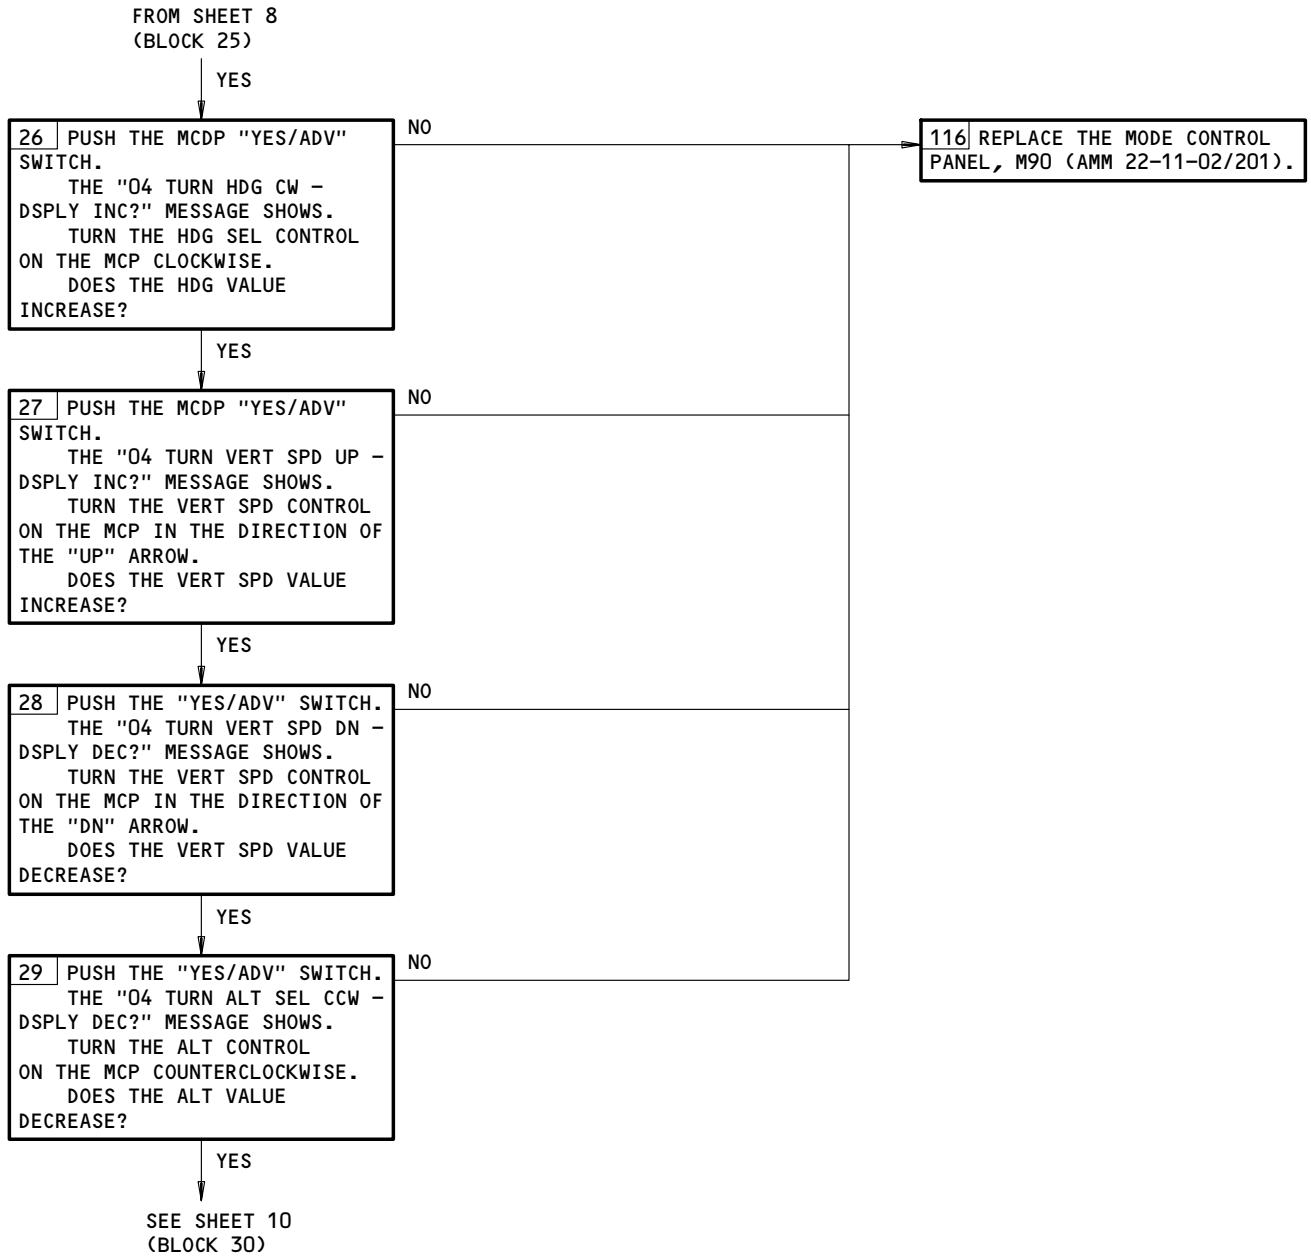 FROM SHEET 8
(BLOCK 25)
YES
26 PUSH THE MCDP "YES/ADV"
SWITCH.
THE "04 TURN HDG CW -
DSPLY INC?" MESSAGE SHOWS.
TURN THE HDG SEL CONTROL
ON THE MCP CLOCKWISE.
DOES THE HDG VALUE
INCREASE?
NO
116 REPLACE THE MODE CONTROL
PANEL, M90 (AMM 22-11-02/201).
YES
27 PUSH THE MCDP "YES/ADV"
SWITCH.
THE "04 TURN VERT SPD UP -
DSPLY INC?" MESSAGE SHOWS.
TURN THE VERT SPD CONTROL
ON THE MCP IN THE DIRECTION OF
THE "UP" ARROW.
DOES THE VERT SPD VALUE
INCREASE?
NO
YES
28 PUSH THE "YES/ADV" SWITCH.
THE "04 TURN VERT SPD DN -
DSPLY DEC?" MESSAGE SHOWS.
TURN THE VERT SPD CONTROL
ON THE MCP IN THE DIRECTION OF
THE "DN" ARROW.
DOES THE VERT SPD VALUE
DECREASE?
NO
YES
29 PUSH THE "YES/ADV" SWITCH.
THE "04 TURN ALT SEL CCW -
DSPLY DEC?" MESSAGE SHOWS.
TURN THE ALT CONTROL
ON THE MCP COUNTERCLOCKWISE.
DOES THE ALT VALUE
DECREASE?
NO
YES
SEE SHEET 10
(BLOCK 30)